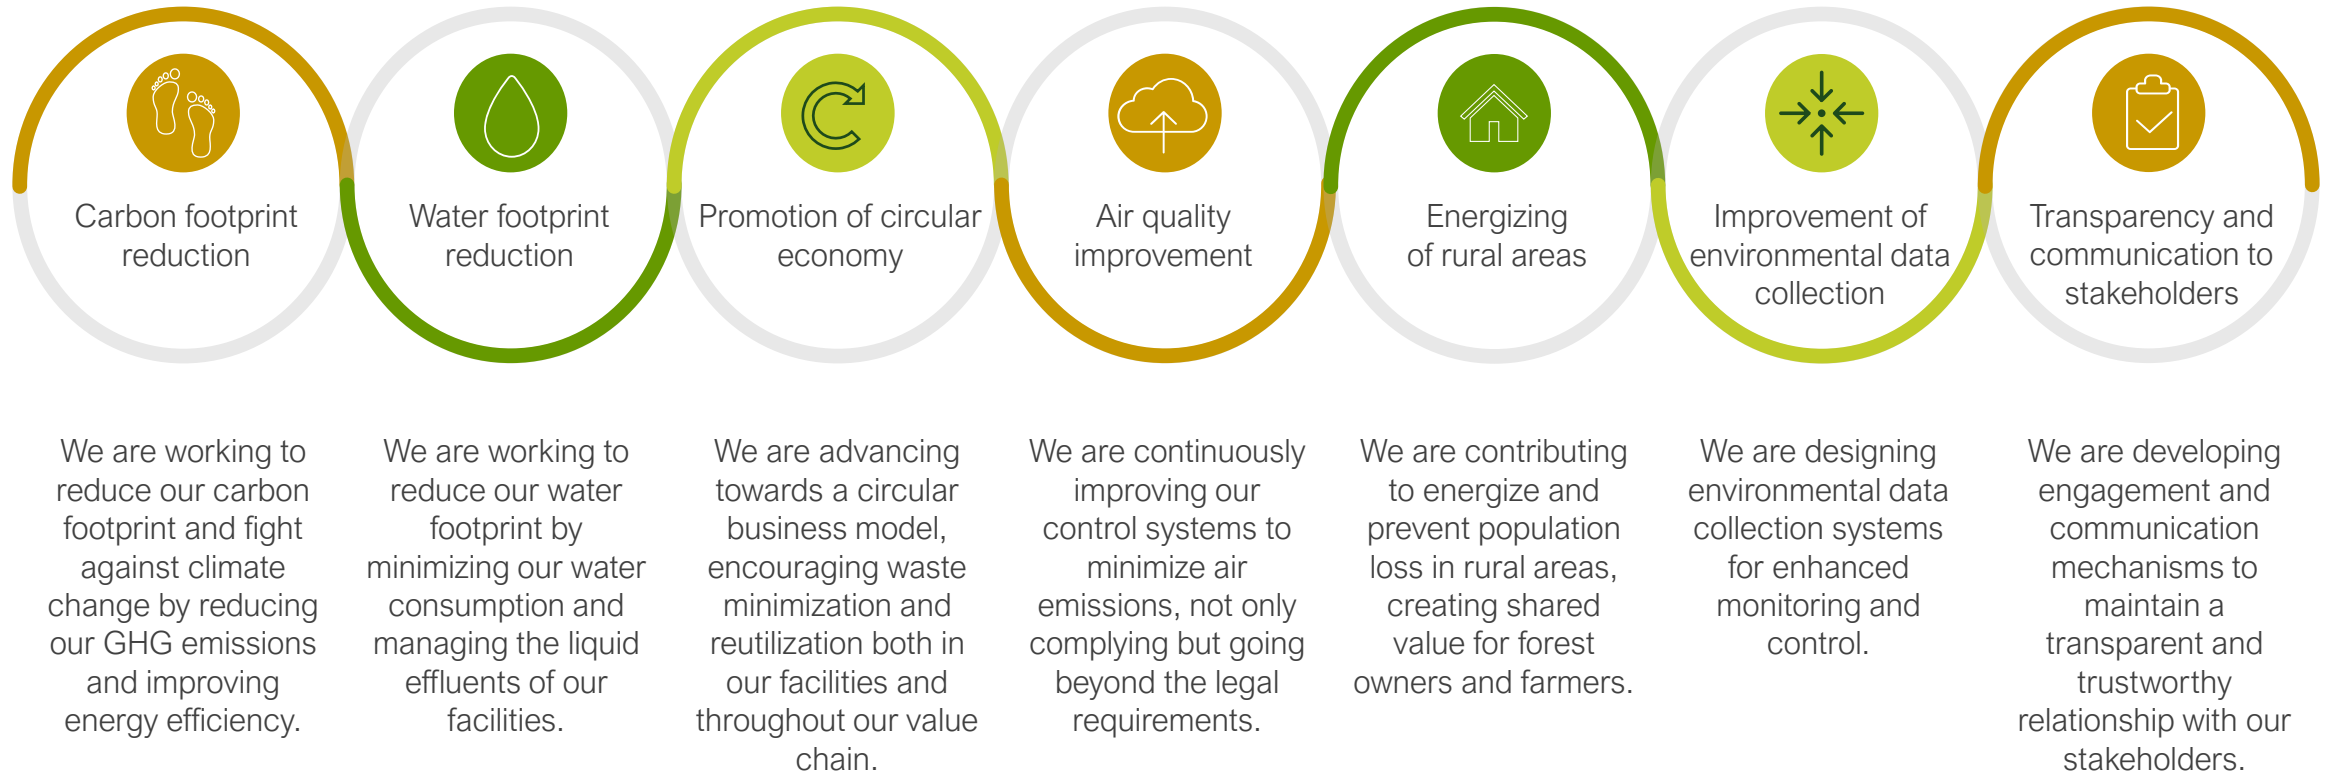 Carbon footprint
reduction
Water footprint
reduction
Promotion of circular
economy
Air quality
improvement
Energizing
of rural areas
Improvement of
environmental data
collection
Transparency and
communication to
stakeholders
We are working to
reduce our carbon
footprint and fight
against climate
change by reducing
our GHG emissions
and improving
energy efficiency.
We are working to
reduce our water
footprint by
minimizing our water
consumption and
managing the liquid
effluents of our
facilities.
We are advancing
towards a circular
business model,
encouraging waste
minimization and
reutilization both in
our facilities and
throughout our value
chain.
We are continuously
improving our
control systems to
minimize air
emissions, not only
complying but going
beyond the legal
requirements.
We are contributing
to energize and
prevent population
loss in rural areas,
creating shared
value for forest
owners and farmers.
We are designing
environmental data
collection systems
for enhanced
monitoring and
control.
We are developing
engagement and
communication
mechanisms to
maintain a
transparent and
trustworthy
relationship with our
stakeholders.